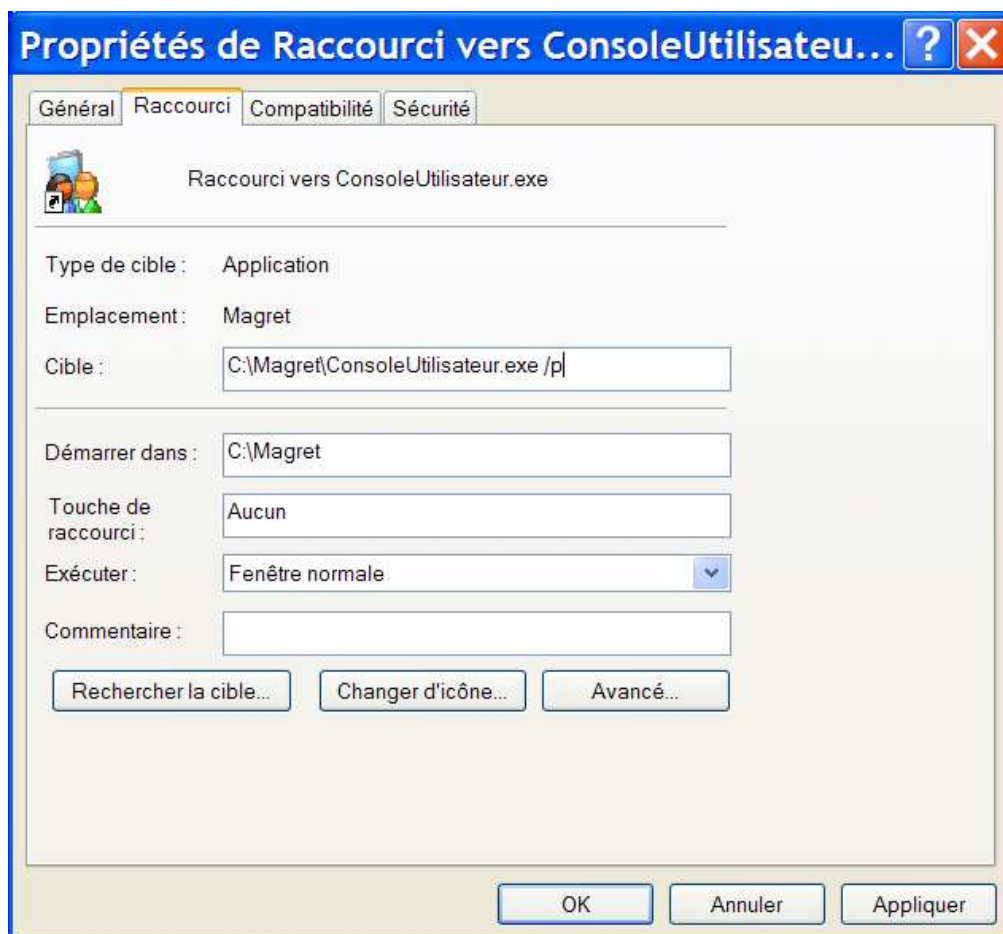 Propriétés de Raccourci vers ConsoleUtilisateu...
Général Raccourci Compatibilité Sécurité
Raccourci vers ConsoleUtilisateur.exe
Type de cible : Application
Emplacement : Magret
Cible : C:\Magret\ConsoleUtilisateur.exe /p
Démarrer dans : C:\Magret
Touche de
raccourci : Aucun
Exécuter : Fenêtre normale
Commentaire :
Rechercher la cible... Changer d'icône... Avancé...
OK Annuler Appliquer